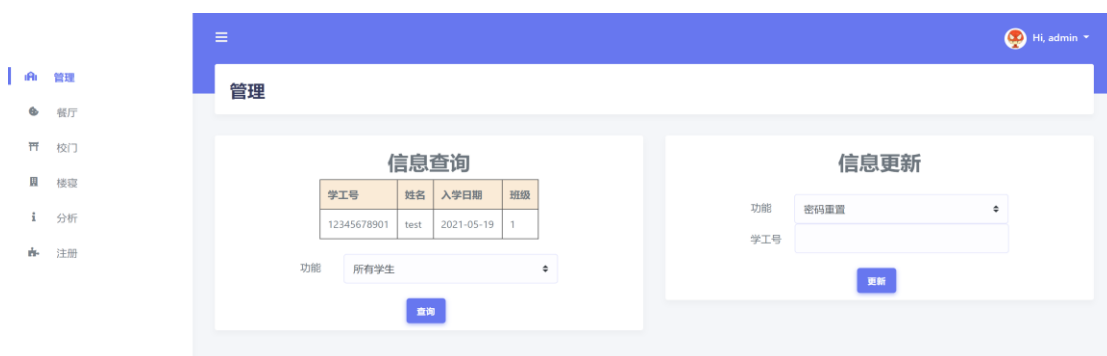 Hi, admin
管理
餐厅
校门
楼寝
分析
注册
管理
信息查询
学工号 姓名 入学日期 班级
12345678901 test 2021-05-19 1
功能 所有学生
查询
信息更新
功能 密码重置
学工号
更新